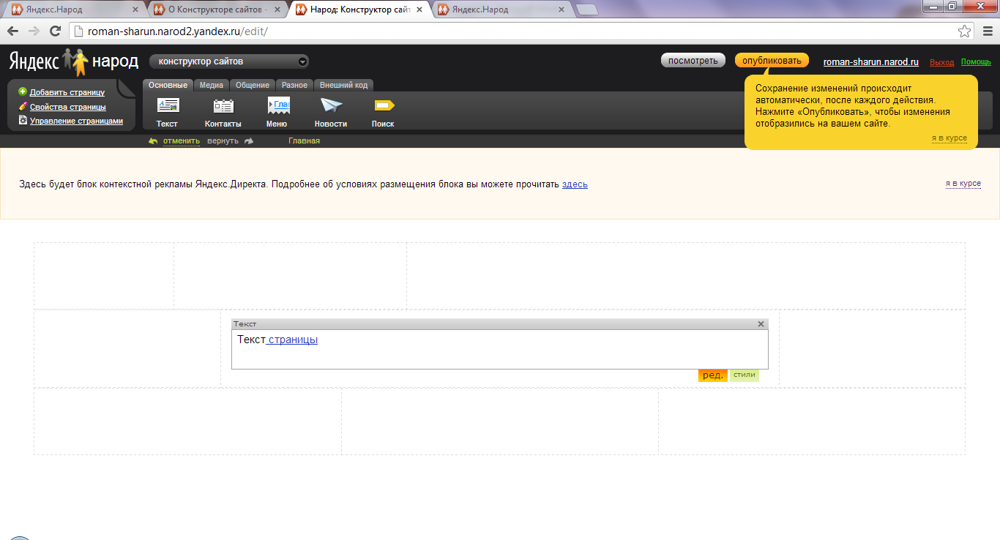 Яндекс.Народ
О Конструкторе сайтов -
Народ: Конструктор сайт
Яндекс.Народ
roman-sharun.narod2.yandex.ru/edit/
Яндекс народ
конструктор сайтов
посмотреть
опубликовать
roman-sharun.narod.ru
Выход
Помощь
Добавить страницу
Свойства страницы
Управление страницами
Основные
Медиа
Общение
Разное
Внешний код
Текст
Контакты
Гла
Меню
Новости
Поиск
Сохранение изменений происходит
автоматически, после каждого действия.
Нажмите «Опубликовать», чтобы изменения
отобразились на вашем сайте.
я в курсе
отменить
вернуть
Главная
Здесь будет блок контекстной рекламы Яндекс.Директа. Подробнее об условиях размещения блока вы можете прочитать здесь
я в курсе
Текст
Текст страницы
ред.
стили